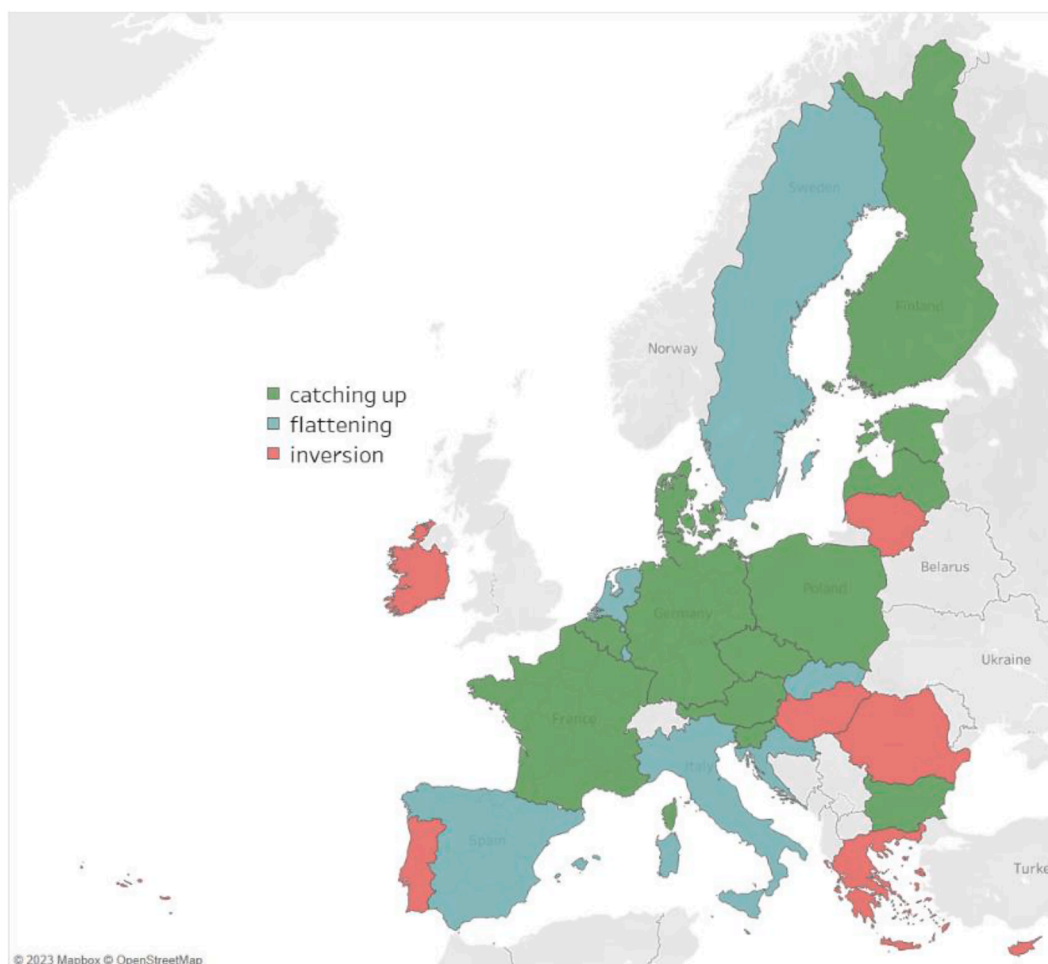 Sweden
Finland
Norway
catching up
flattening
inversion
Belarus
Poland
Germany
Ukraine
France
Italy
Spain
Turke
© 2023 Mapbox © OpenStreetMap